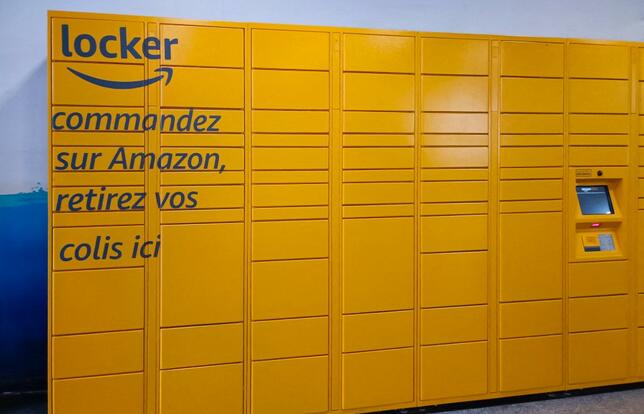 locker
commandez
sur Amazon,
retirez vos
colis ici